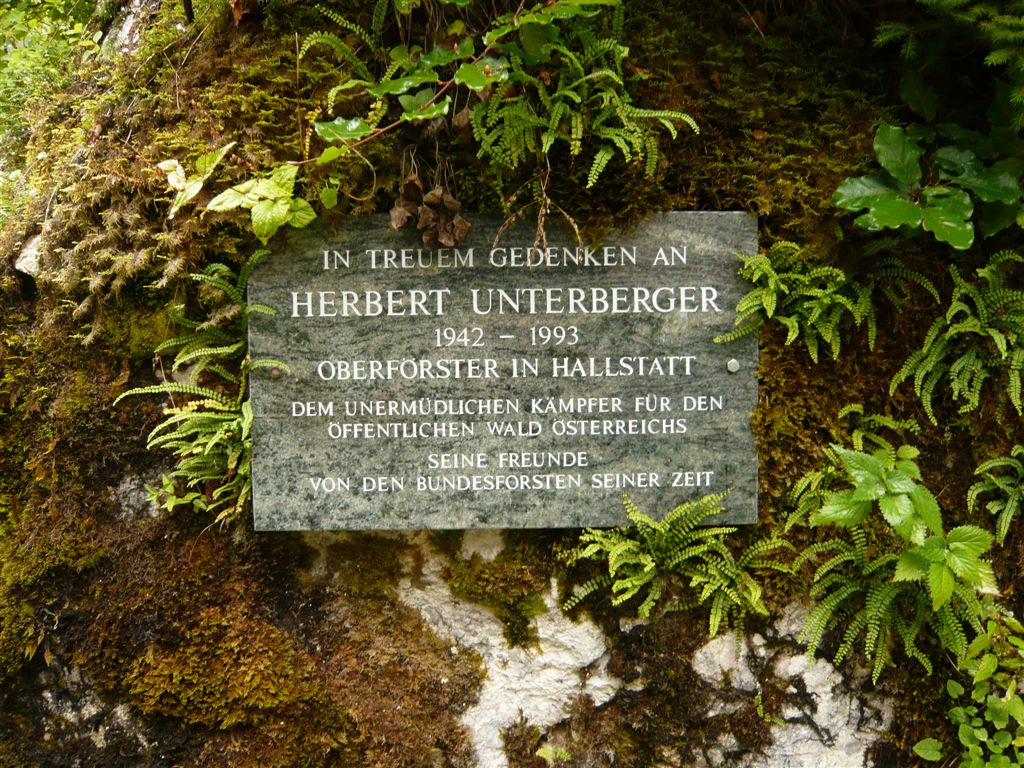 IN TREUEM GEDENKEN AN
HERBERT UNTERBERGER
1942 – 1993
OBERFÖRSTER IN HALLSTATT
DEM UNERMÜDLICHEN KÄMPFER FÜR DEN
ÖFFENTLICHEN WALD ÖSTERREICHS
SEINE FREUNDE
VON DEN BUNDESFORSTEN SEINER ZEIT